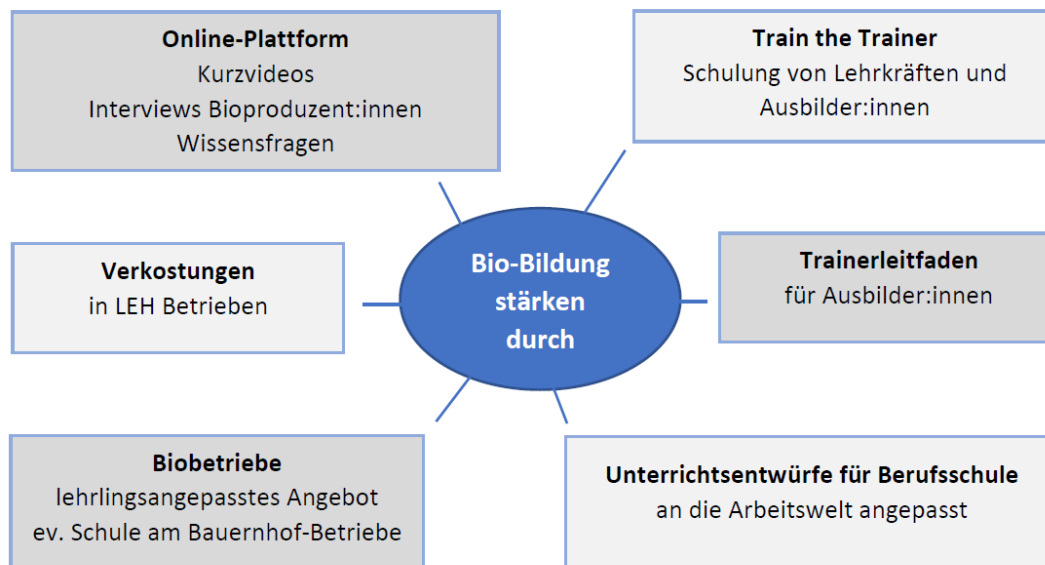 Online-Plattform
Kurzvideos
Interviews Bioproduzent:innen
Wissensfragen
Train the Trainer
Schulung von Lehrkräften und
Ausbilder:innen
Verkostungen
in LEH Betrieben
Bio-Bildung
stärken
durch
Trainerleitfaden
für Ausbilder:innen
Biobetriebe
lehrlingsangepasstes Angebot
ev. Schule am Bauernhof-Betriebe
Unterrichtsentwürfe für Berufsschule
an die Arbeitswelt angepasst